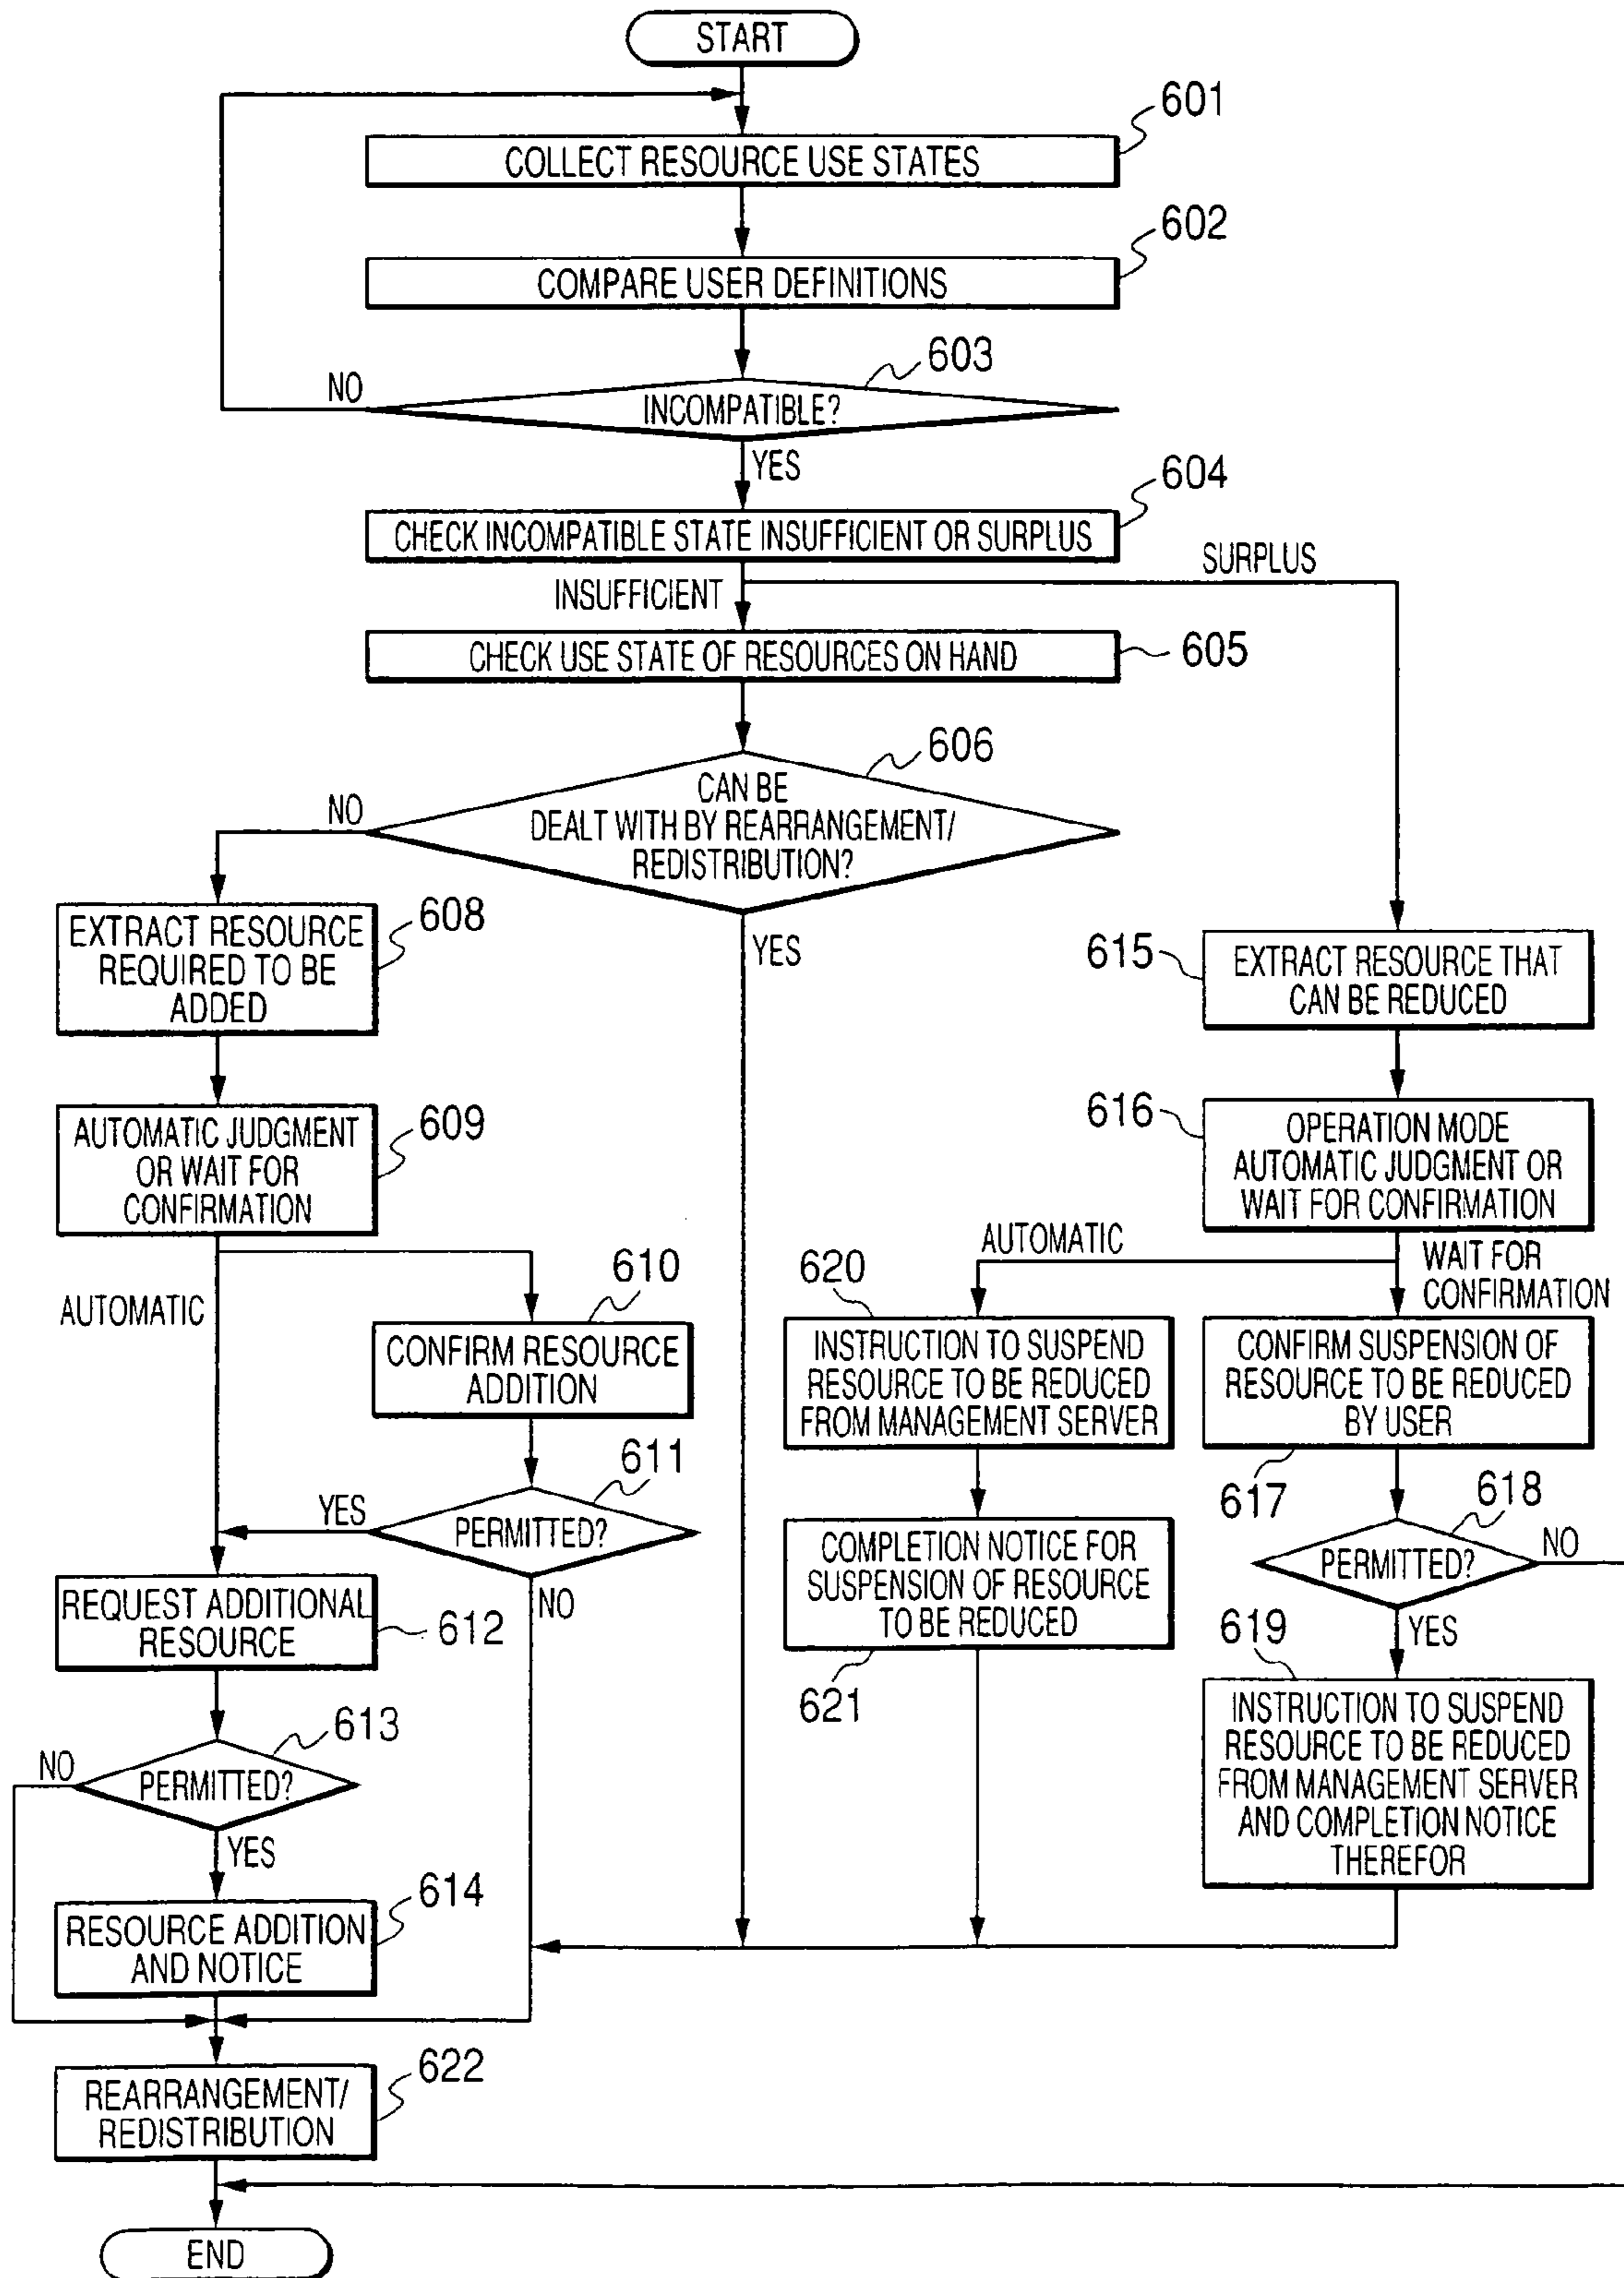 START
601
COLLECT RESOURCE USE STATES
602
COMPARE USER DEFINITIONS
603
NO
INCOMPATIBLE?
YES
604
CHECK INCOMPATIBLE STATE INSUFFICIENT OR SURPLUS
SURPLUS
INSUFFICIENT
CHECK USE STATE OF RESOURCES ON HAND
605
606
CAN BE
DEALT WITH BY REARRANGEMENT/
REDISTRIBUTION?
NO
YES
608
EXTRACT RESOURCE
REQUIRED TO BE
ADDED
615
EXTRACT RESOURCE THAT
CAN BE REDUCED
609
AUTOMATIC JUDGMENT
OR WAIT FOR
CONFIRMATION
616
OPERATION MODE
AUTOMATIC JUDGMENT OR
WAIT FOR CONFIRMATION
AUTOMATIC
WAIT FOR
CONFIRMATION
AUTOMATIC
610
CONFIRM RESOURCE
ADDITION
620
INSTRUCTION TO SUSPEND
RESOURCE TO BE REDUCED
FROM MANAGEMENT SERVER
CONFIRM SUSPENSION OF
RESOURCE TO BE REDUCED
BY USER
617
611
YES
PERMITTED?
NO
618
PERMITTED?
NO
YES
COMPLETION NOTICE FOR
SUSPENSION OF RESOURCE
TO BE REDUCED
621
REQUEST ADDITIONAL
RESOURCE
612
619
INSTRUCTION TO SUSPEND
RESOURCE TO BE REDUCED
FROM MANAGEMENT SERVER
AND COMPLETION NOTICE
THEREFOR
613
NO
PERMITTED?
YES
614
RESOURCE ADDITION
AND NOTICE
622
REARRANGEMENT/
REDISTRIBUTION
END